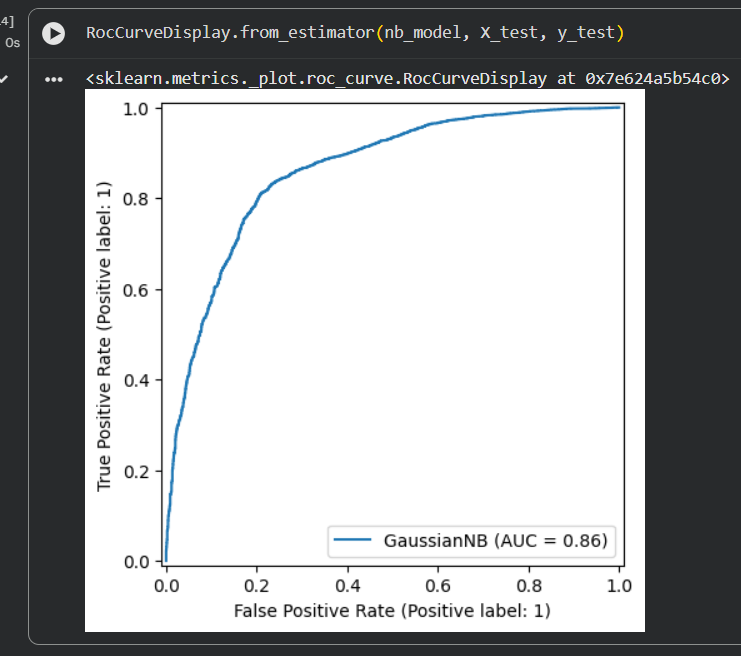 4]
0s
RocCurveDisplay.from_estimator(nb_model, X_test, y_test)
<sklearn.metrics._plot.roc_curve.RocCurveDisplay at 0x7e624a5b54c0>
1.0
0.8
0.6
0.4
0.2
0.0
True Positive Rate (Positive label: 1)
GaussianNB (AUC = 0.86)
0.0 0.2 0.4 0.6 0.8 1.0
False Positive Rate (Positive label: 1)